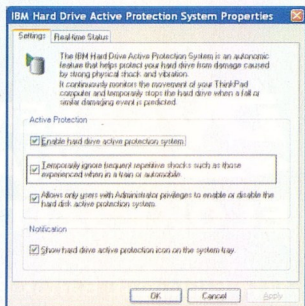 IBM Hard Drive Active Protection System Properties
Settings Real-time Status
The IBM Hard Drive Active Protection System is an autonomic
feature that helps protect your hard drive from damage caused
by strong physical shock and vibration.
It continuously monitors the movement of your ThinkPad
computer and temporarily stops the hard drive when a fall or
similar damaging event is predicted.
Active Protection
Enable hard drive active protection system
Temporarily ignore frequent repetitive shocks such as those
experienced when in a train or automobile.
Allows only users with Administrator privileges to enable or disable the
hard disk active protection system.
Notification
Show hard drive active protection icon on the system tray.
OK Cancel Apply